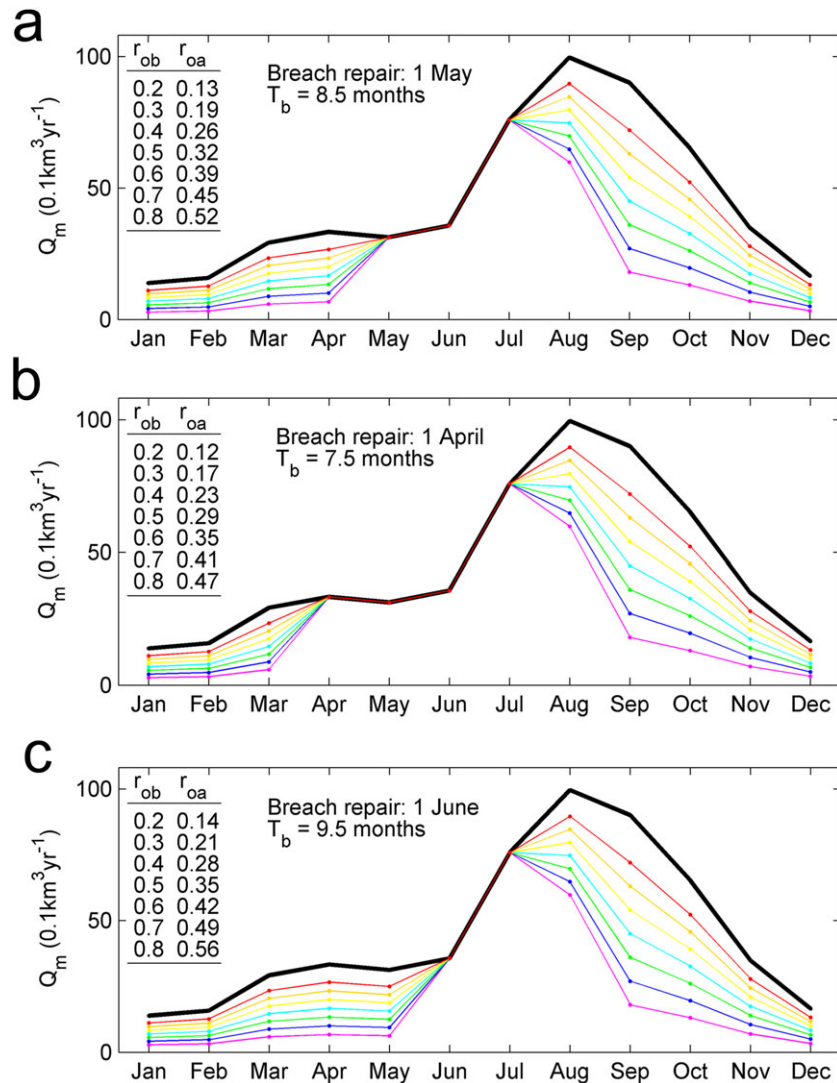 a
r_ob r_oa
0.2 0.13
0.3 0.19
0.4 0.26
0.5 0.32
0.6 0.39
0.7 0.45
0.8 0.52
Breach repair: 1 May
T_b = 8.5 months
Q_m (0.1km³yr⁻¹)
100
50
0
Jan Feb Mar Apr May Jun Jul Aug Sep Oct Nov Dec
b
r_ob r_oa
0.2 0.12
0.3 0.17
0.4 0.23
0.5 0.29
0.6 0.35
0.7 0.41
0.8 0.47
Breach repair: 1 April
T_b = 7.5 months
Q_m (0.1km³yr⁻¹)
100
50
0
Jan Feb Mar Apr May Jun Jul Aug Sep Oct Nov Dec
c
r_ob r_oa
0.2 0.14
0.3 0.21
0.4 0.28
0.5 0.35
0.6 0.42
0.7 0.49
0.8 0.56
Breach repair: 1 June
T_b = 9.5 months
Q_m (0.1km³yr⁻¹)
100
50
0
Jan Feb Mar Apr May Jun Jul Aug Sep Oct Nov Dec